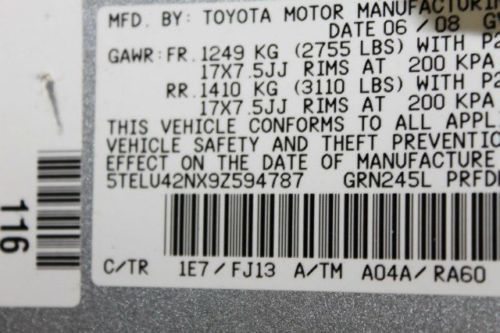 MFD. BY: TOYOTA MOTOR MANUFACTURIN
DATE 06/08 G
GAWR: FR. 1249 KG (2755 LBS) WITH P2
17X7.5JJ RIMS AT 200 KPA
RR. 1410 KG (3110 LBS) WITH P2
17X7.5JJ RIMS AT 200 KPA
THIS VEHICLE CONFORMS TO ALL APPL
VEHICLE SAFETY AND THEFT PREVENTIO
EFFECT ON THE DATE OF MANUFACTURE
5TELU42NX9Z594787 GRN245L PRFD
C/TR 1E7/FJ13 A/TM A04A/RA60
116